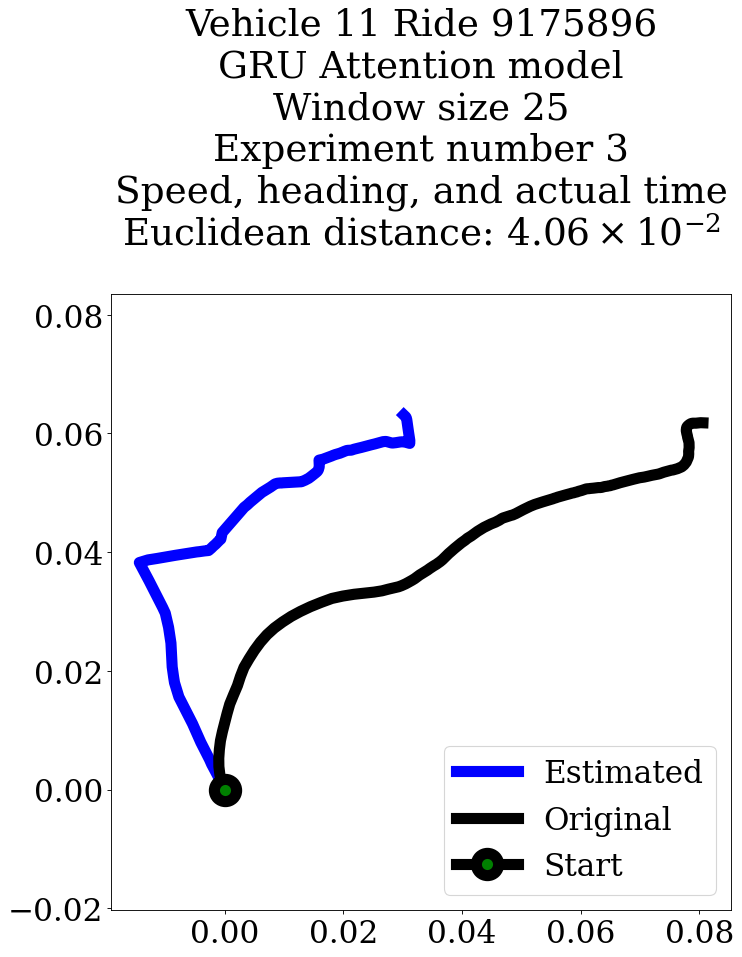 Vehicle 11 Ride 9175896
GRU Attention model
Window size 25
Experiment number 3
Speed, heading, and actual time
Euclidean distance: 4.06 × 10⁻²
0.08
0.06
0.04
0.02
0.00
−0.02
0.00 0.02 0.04 0.06 0.08
Estimated
Original
Start